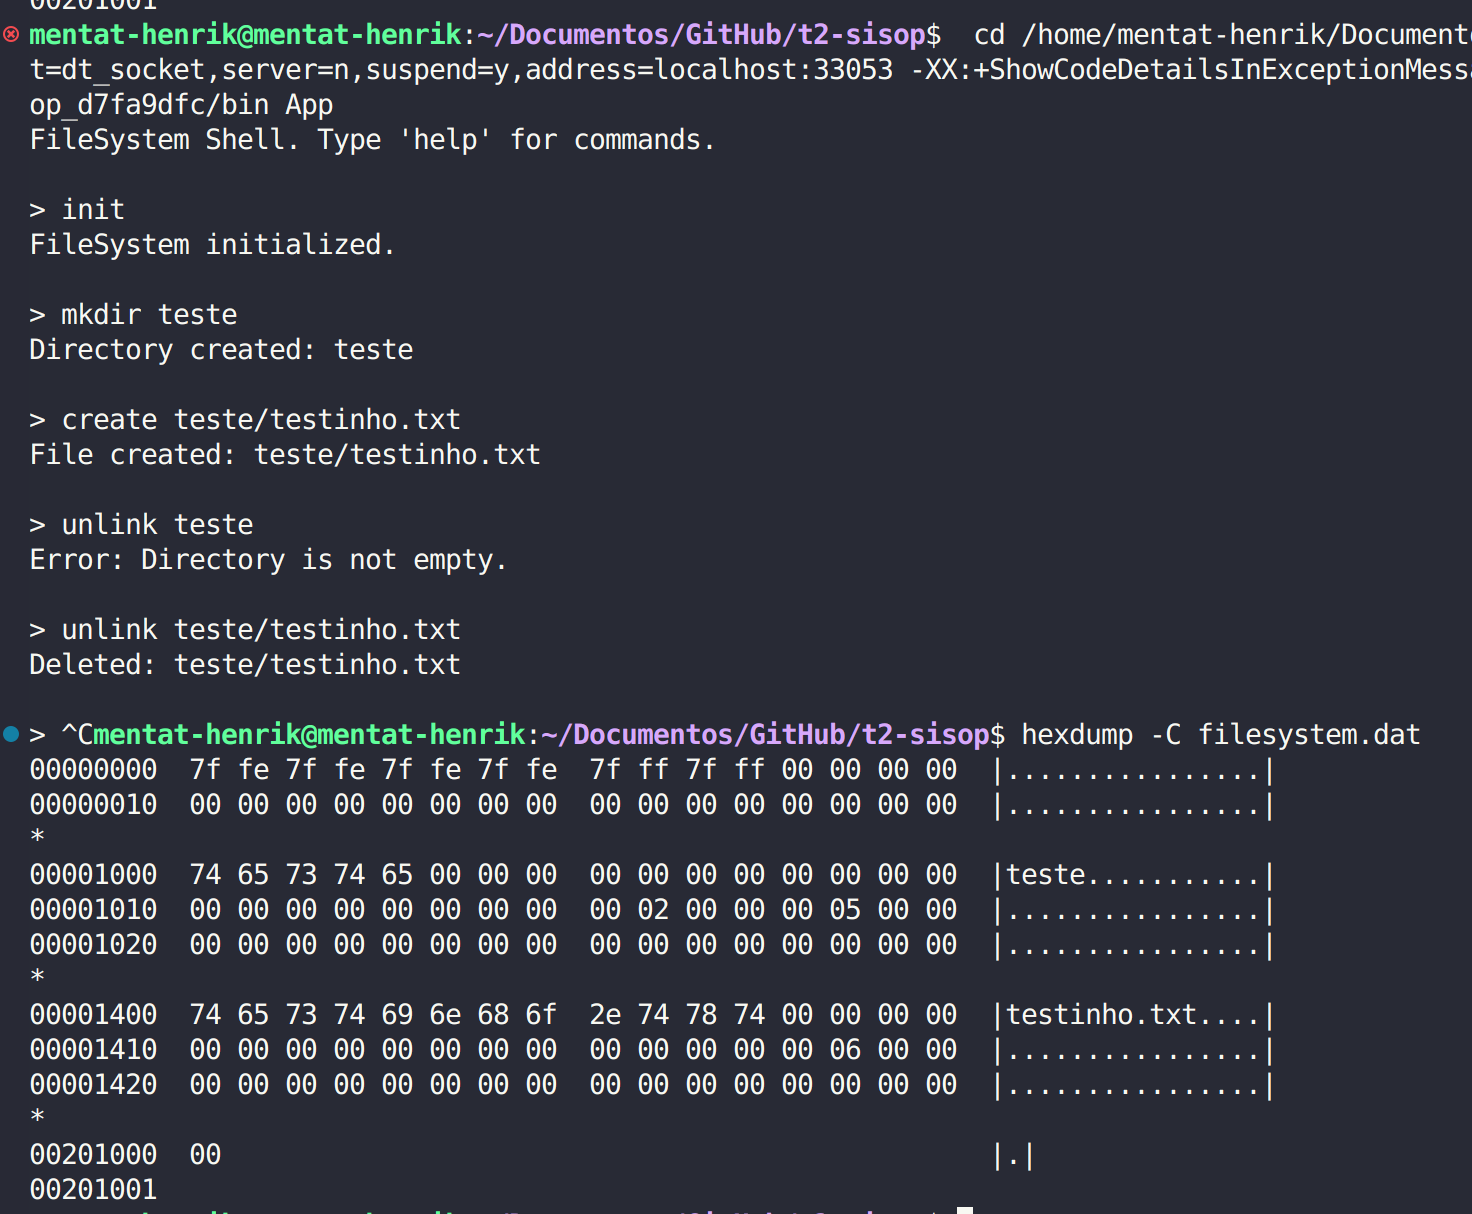 00201001
mentat-henrik@mentat-henrik:~/Documentos/GitHub/t2-sisop$  cd /home/mentat-henrik/Document
t=dt_socket,server=n,suspend=y,address=localhost:33053 -XX:+ShowCodeDetailsInExceptionMess
op_d7fa9dfc/bin App
FileSystem Shell. Type 'help' for commands.
> init
FileSystem initialized.
> mkdir teste
Directory created: teste
> create teste/testinho.txt
File created: teste/testinho.txt
> unlink teste
Error: Directory is not empty.
> unlink teste/testinho.txt
Deleted: teste/testinho.txt
> ^Cmentat-henrik@mentat-henrik:~/Documentos/GitHub/t2-sisop$ hexdump -C filesystem.dat
00000000  7f fe 7f fe 7f fe 7f fe  7f ff 7f ff 00 00 00 00  |................|
00000010  00 00 00 00 00 00 00 00  00 00 00 00 00 00 00 00  |................|
*
00001000  74 65 73 74 65 00 00 00  00 00 00 00 00 00 00 00  |teste...........|
00001010  00 00 00 00 00 00 00 00  00 02 00 00 00 05 00 00  |................|
00001020  00 00 00 00 00 00 00 00  00 00 00 00 00 00 00 00  |................|
*
00001400  74 65 73 74 69 6e 68 6f  2e 74 78 74 00 00 00 00  |testinho.txt....|
00001410  00 00 00 00 00 00 00 00  00 00 00 00 00 06 00 00  |................|
00001420  00 00 00 00 00 00 00 00  00 00 00 00 00 00 00 00  |................|
*
00201000  00                                                |.|
00201001